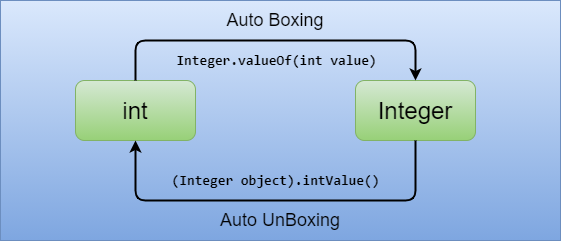 Auto Boxing
Integer.valueOf(int value)
int
Integer
(Integer object).intValue()
Auto UnBoxing